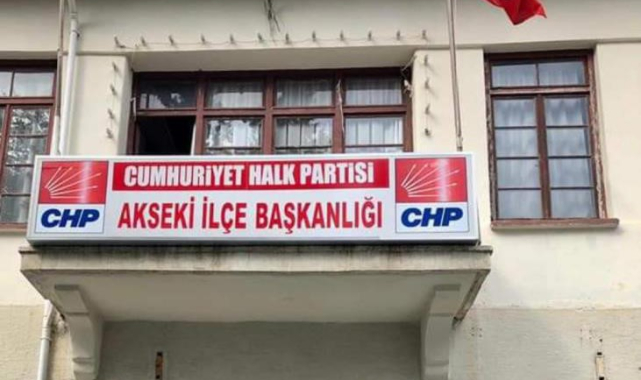 CUMHURİYET HALK PARTİSİ
CHP AKSEKİ İLÇE BAŞKANLIĞI CHP